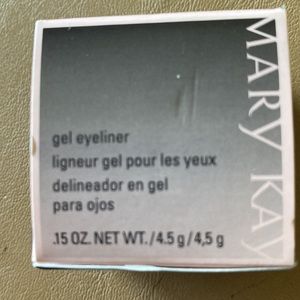 MARY KAY
gel eyeliner
ligneur gel pour les yeux
delineador en gel
para ojos
.15 OZ. NET WT. / 4.5 g / 4,5 g